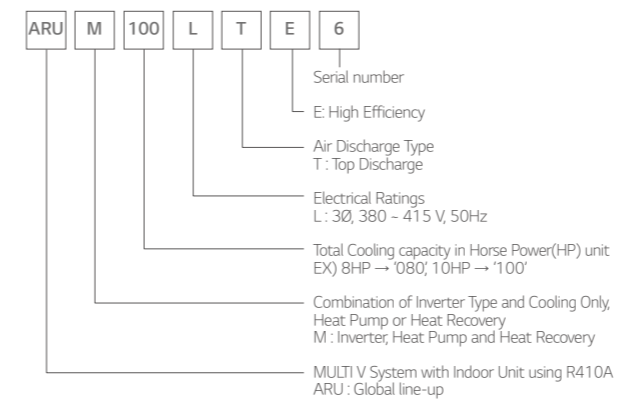 ARU M 100 L T E 6
Serial number
E: High Efficiency
Air Discharge Type
T : Top Discharge
Electrical Ratings
L : 3Ø, 380 ~ 415 V, 50Hz
Total Cooling capacity in Horse Power(HP) unit
EX) 8HP → ‘080’, 10HP → ‘100’
Combination of Inverter Type and Cooling Only,
Heat Pump or Heat Recovery
M : Inverter, Heat Pump and Heat Recovery
MULTI V System with Indoor Unit using R410A
ARU : Global line-up